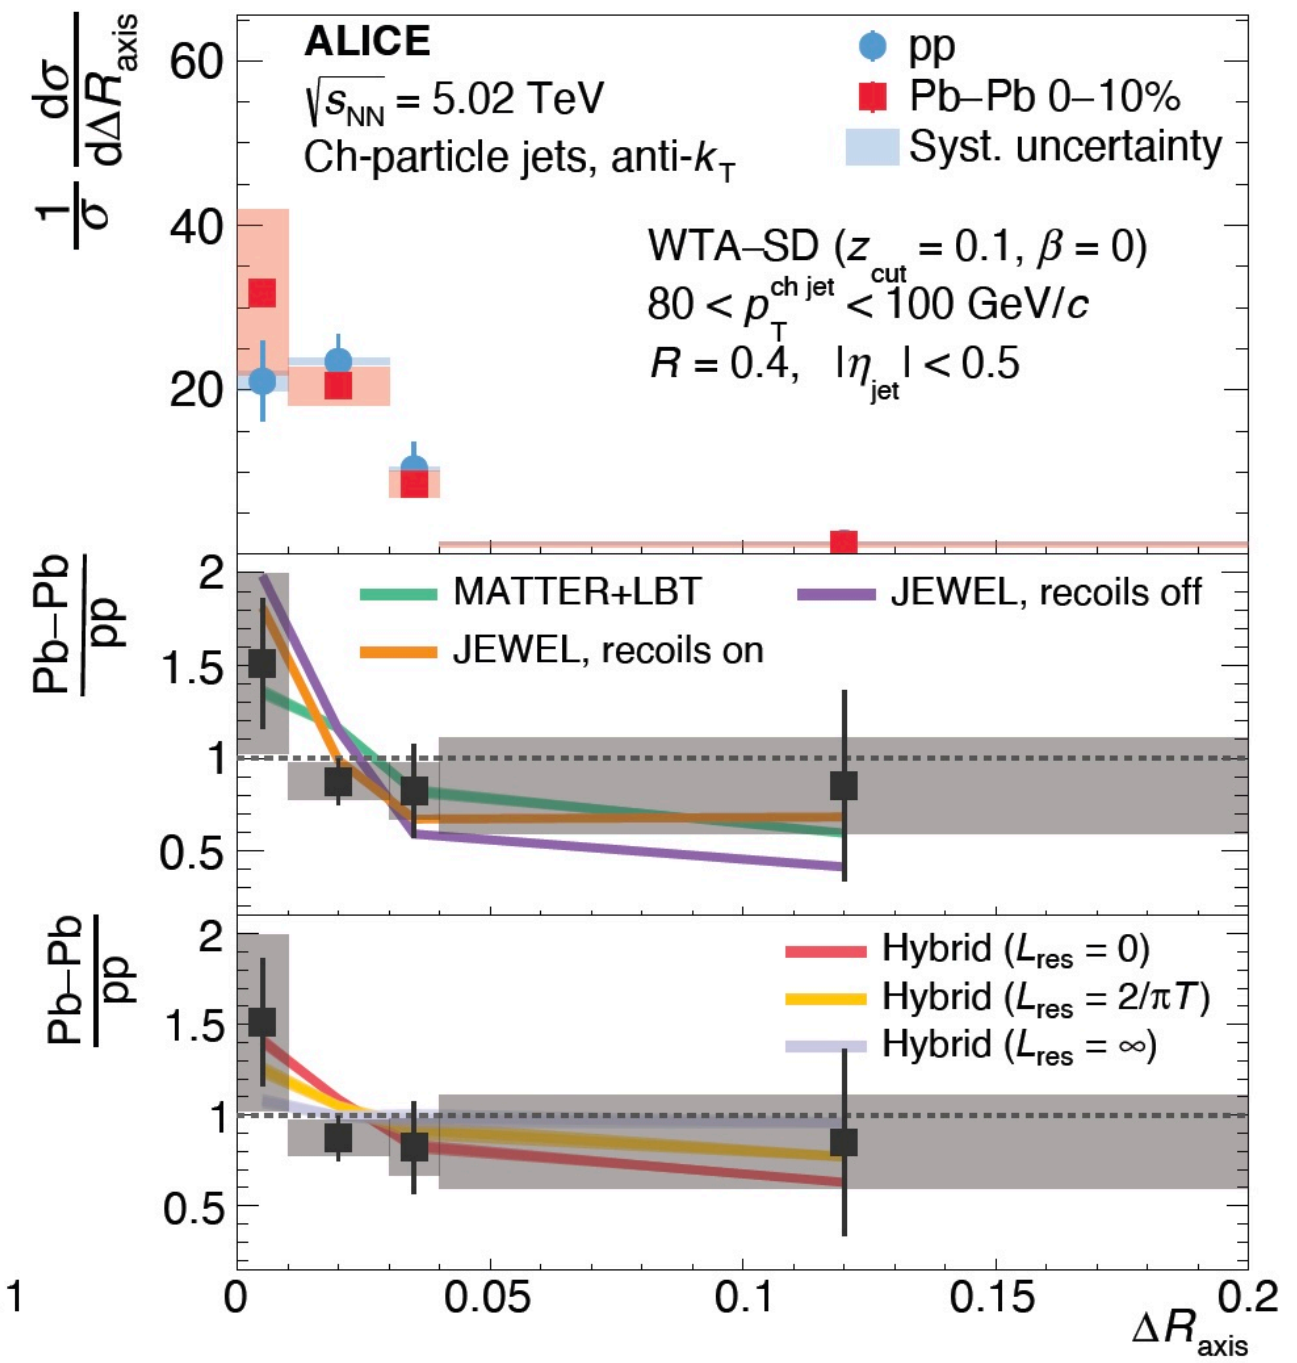 1/σ dσ/dΔR_axis
60
40
20
ALICE
√s_NN = 5.02 TeV
Ch-particle jets, anti-k_T
pp
Pb–Pb 0–10%
Syst. uncertainty
WTA–SD (z_cut = 0.1, β = 0)
80 < p_T^ch jet < 100 GeV/c
R = 0.4, |η_jet| < 0.5
Pb–Pb
pp
2
1.5
1
0.5
MATTER+LBT
JEWEL, recoils off
JEWEL, recoils on
Pb–Pb
pp
2
1.5
1
0.5
Hybrid (L_res = 0)
Hybrid (L_res = 2/πT)
Hybrid (L_res = ∞)
1
0 0.05 0.1 0.15 0.2
ΔR_axis